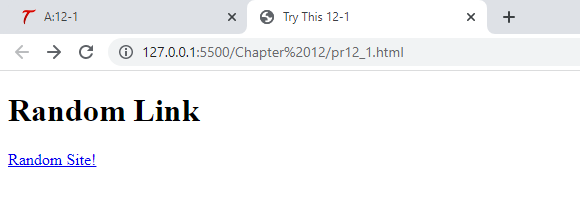 A:12-1
Try This 12-1
127.0.0.1:5500/Chapter%2012/pr12_1.html
Random Link
Random Site!